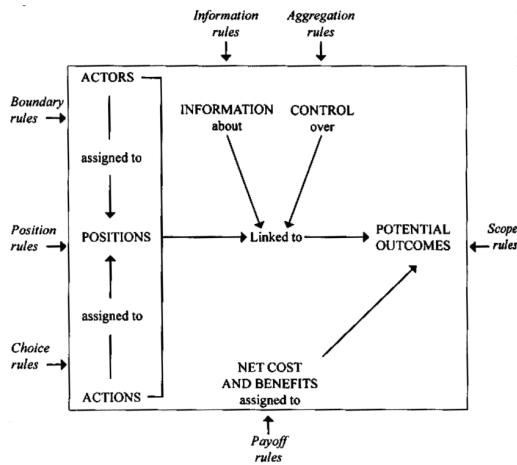 Information
rules
Aggregation
rules
ACTORS
Boundary
rules
INFORMATION
about
CONTROL
over
assigned to
Position
rules
POSITIONS
Linked to
POTENTIAL
OUTCOMES
Scope
rules
assigned to
Choice
rules
NET COST
AND BENEFITS
assigned to
ACTIONS
Payoff
rules